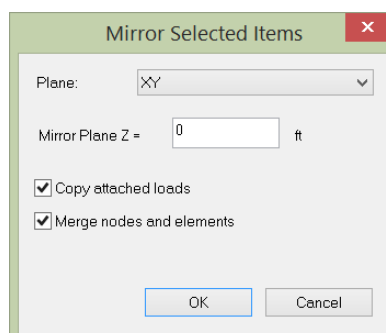 Mirror Selected Items
x
Plane: XY
Mirror Plane Z = 0 ft
Copy attached loads
Merge nodes and elements
OK Cancel